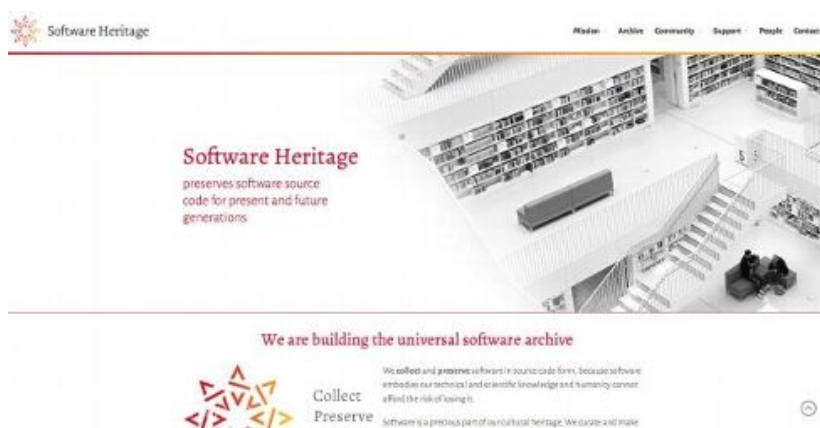 Software Heritage
Mission Archive Community Support People Contact
Software Heritage
preserves software source
code for present and future
generations
We are building the universal software archive
We collect and preserve software in source code form, because software
embodies our technical and scientific knowledge and humanity cannot
afford the risk of losing it.
Collect
Preserve
Software is a precious part of our cultural heritage. We curate and make